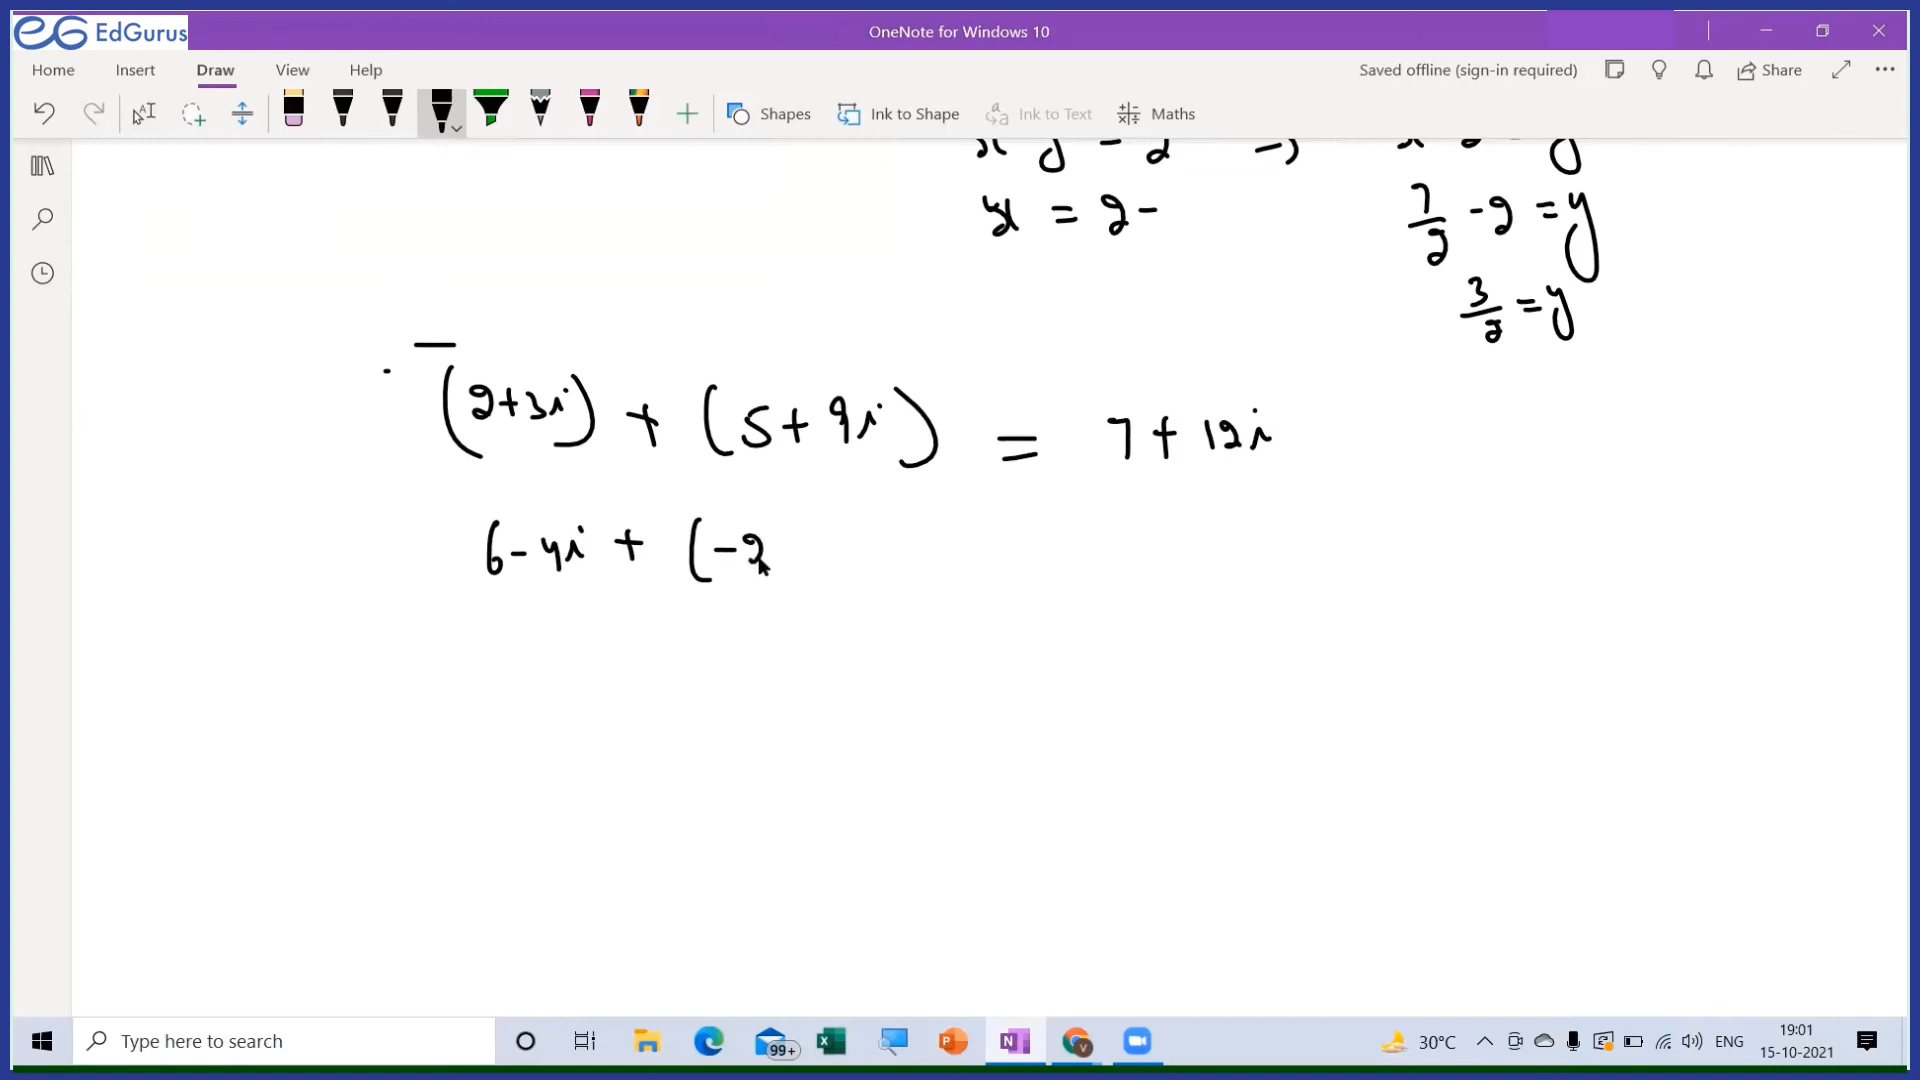 EdGurus
OneNote for Windows 10
Home Insert Draw View Help
Saved offline (sign-in required) Share
Shapes Ink to Shape Ink to Text Maths
= 2 -
7/2 - 2 = y
3/2 = y
(2+3i) + (5+9i) = 7+12i
6-4i + (-2
Type here to search
99+
30°C
ENG
19:01
15-10-2021